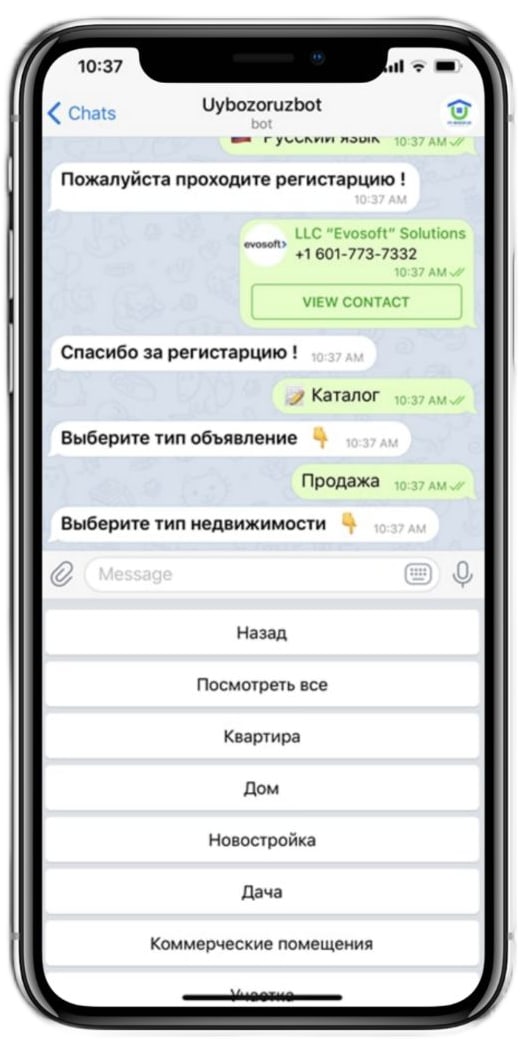 10:37
Chats
Uybozoruzbot
bot
Русский язык 10:37 AM
Пожалуйста проходите регистарцию !
10:37 AM
evosoft>
LLC "Evosoft" Solutions
+1 601-773-7332
10:37 AM
VIEW CONTACT
Спасибо за регистарцию ! 10:37 AM
Каталог 10:37 AM
Выберите тип объявление 👇 10:37 AM
Продажа 10:37 AM
Выберите тип недвижимости 👇 10:37 AM
Message
Назад
Посмотреть все
Квартира
Дом
Новостройка
Дача
Коммерческие помещения
Участка